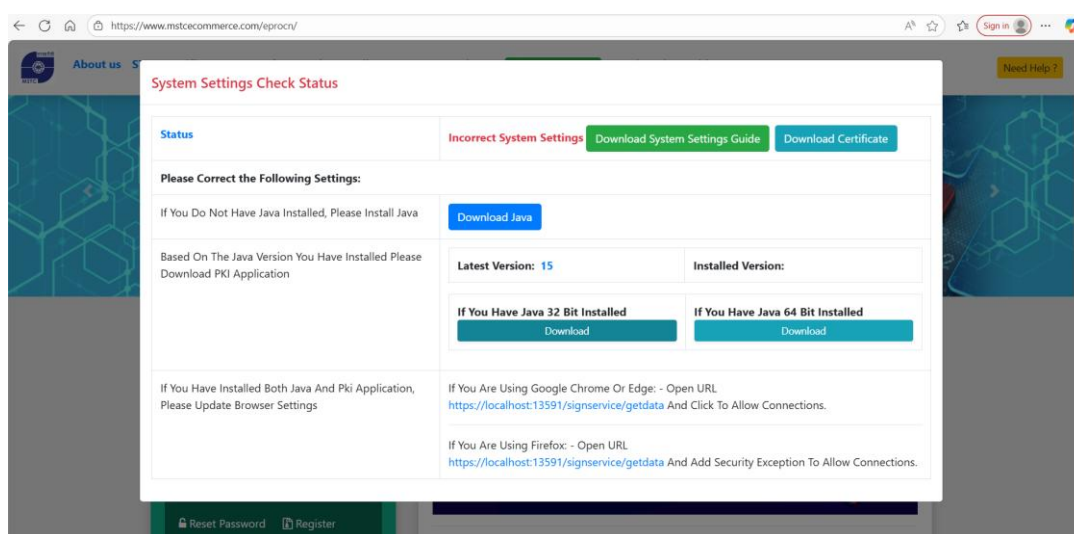 https://www.mstcecommerce.com/eprocn/
Sign in
About us
Need Help ?
System Settings Check Status
Status
Incorrect System Settings Download System Settings Guide Download Certificate
Please Correct the Following Settings:
If You Do Not Have Java Installed, Please Install Java
Download Java
Based On The Java Version You Have Installed Please
Download PKI Application
Latest Version: 15
Installed Version:
If You Have Java 32 Bit Installed
Download
If You Have Java 64 Bit Installed
Download
If You Have Installed Both Java And Pki Application,
Please Update Browser Settings
If You Are Using Google Chrome Or Edge: - Open URL
https://localhost:13591/signservice/getdata And Click To Allow Connections.
If You Are Using Firefox: - Open URL
https://localhost:13591/signservice/getdata And Add Security Exception To Allow Connections.
Reset Password Register